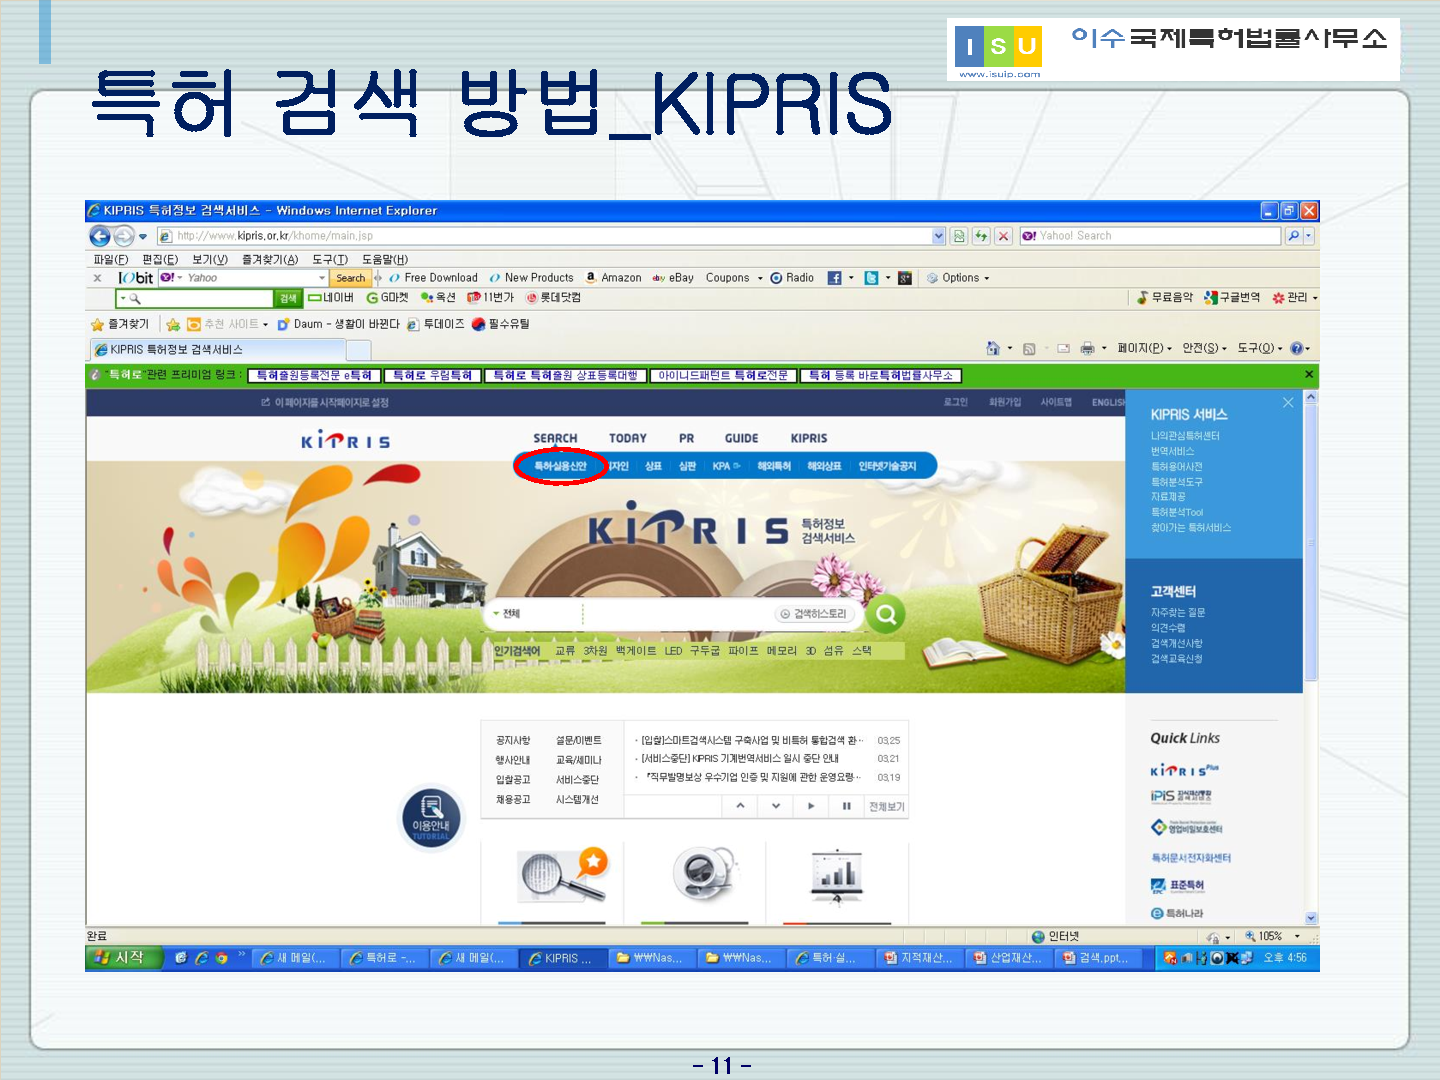 ISU
www.isuip.com
이수국제특허법률사무소
특허 검색 방법_KIPRIS
KIPRIS 특허정보 검색서비스 - Windows Internet Explorer
http://www.kipris.or.kr/khome/main.jsp
Yahoo! Search
파일(F) 편집(E) 보기(V) 즐겨찾기(A) 도구(T) 도움말(H)
x IObit Yahoo Search Free Download New Products Amazon eBay Coupons Radio Options
검색 네이버 G마켓 옥션 11번가 롯데닷컴 무료음악 구글번역 관리
즐겨찾기 추천 사이트 Daum - 생활이 바뀐다 투데이즈 필수유틸
KIPRIS 특허정보 검색서비스
페이지(P) 안전(S) 도구(O)
"특허로"관련 프리미엄 링크 : 특허출원등록전문 e특허 특허로 우림특허 특허로 특허출원 상표등록대행 아이니드패턴트 특허로전문 특허 등록 바로특허법률사무소
이 페이지를 시작페이지로 설정
로그인 회원가입 사이트맵 ENGLISH
KIPRIS
SEARCH TODAY PR GUIDE KIPRIS
특허실용신안 디자인 상표 심판 KPA 해외특허 해외상표 인터넷기술공지
KIPRIS 서비스
나의관심특허센터
번역서비스
특허용어사전
특허분석도구
자료제공
특허분석Tool
찾아가는 특허서비스
KIPRIS 특허정보
검색서비스
전체 검색히스토리
인기검색어 교류 3차원 백게이트 LED 구두굽 파이프 메모리 3D 섬유 스택
고객센터
자주찾는 질문
의견수렴
검색개선사항
검색교육신청
공지사항 설문/이벤트
행사안내 교육/세미나
입찰공고 서비스중단
채용공고 시스템개선
· [입찰]스마트검색시스템 구축사업 및 비특허 통합검색 환… 03.25
· [서비스중단] KIPRIS 기계번역서비스 일시 중단 안내 03.21
· 『직무발명보상 우수기업 인증 및 지원에 관한 운영요령… 03.19
전체보기
이용안내
TUTORIAL
Quick Links
KIPRIS Plus
IPIS
영업비밀보호센터
특허문서전자화센터
표준특허
특허나라
완료 인터넷 105%
시작 새 메일(... 특허로 -... 새 메일(... KIPRIS ... ₩₩Nas... ₩₩Nas... 특허·실... 지적재산... 산업재산... 검색.ppt... 오후 4:56
- 11 -